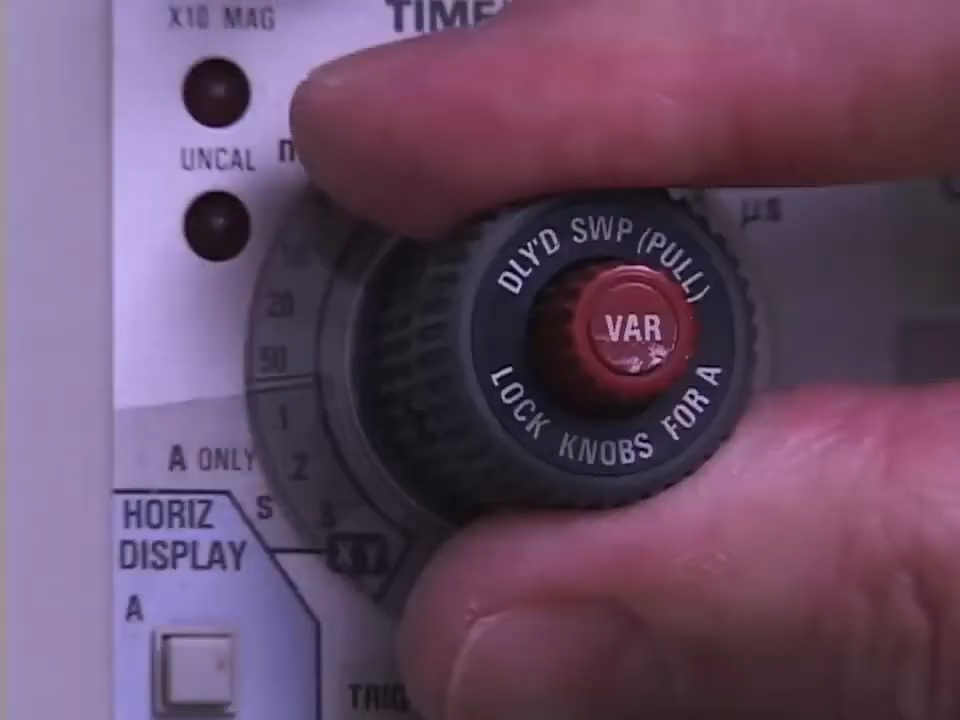 X10 MAG
TIME
UNCAL
n
µs
DLY'D SWP (PULL)
VAR
LOCK KNOBS FOR A
20
50
.1
.2
.5
A ONLY
S
X-Y
HORIZ
DISPLAY
A
TRIG